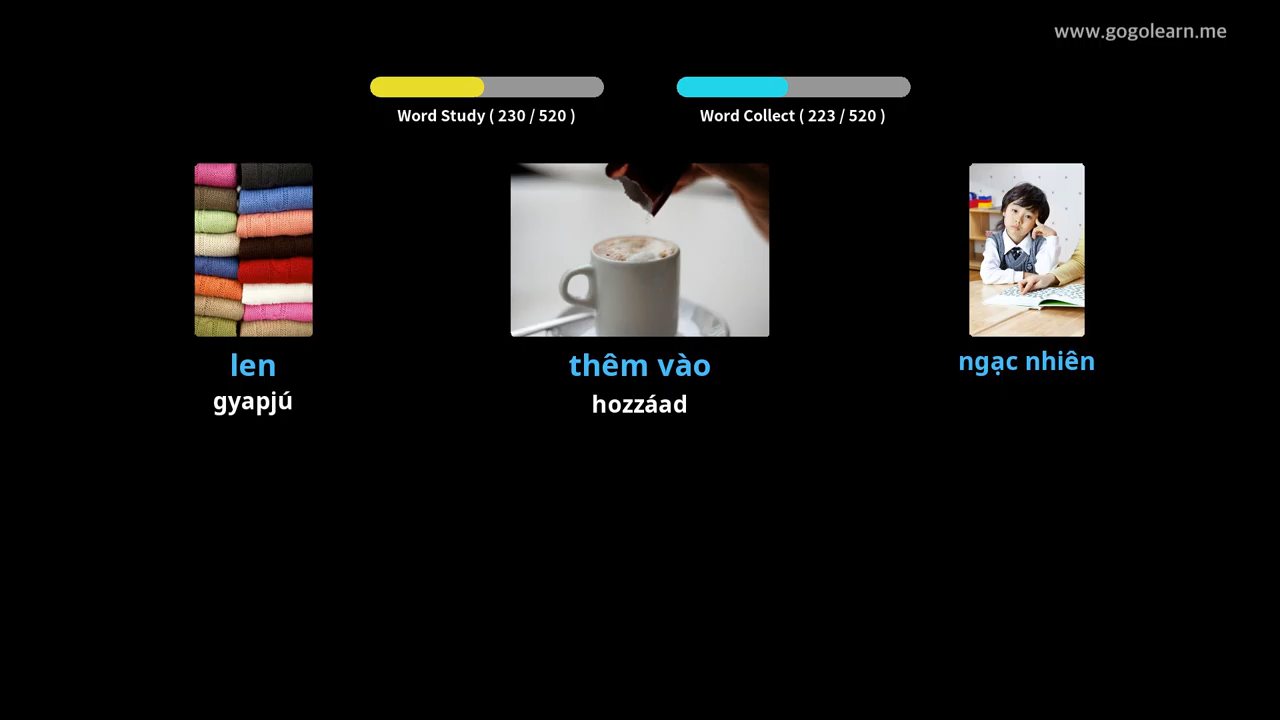 www.gogolearn.me
Word Study ( 230 / 520 )
Word Collect ( 223 / 520 )
len
gyapjú
thêm vào
hozzáad
ngạc nhiên